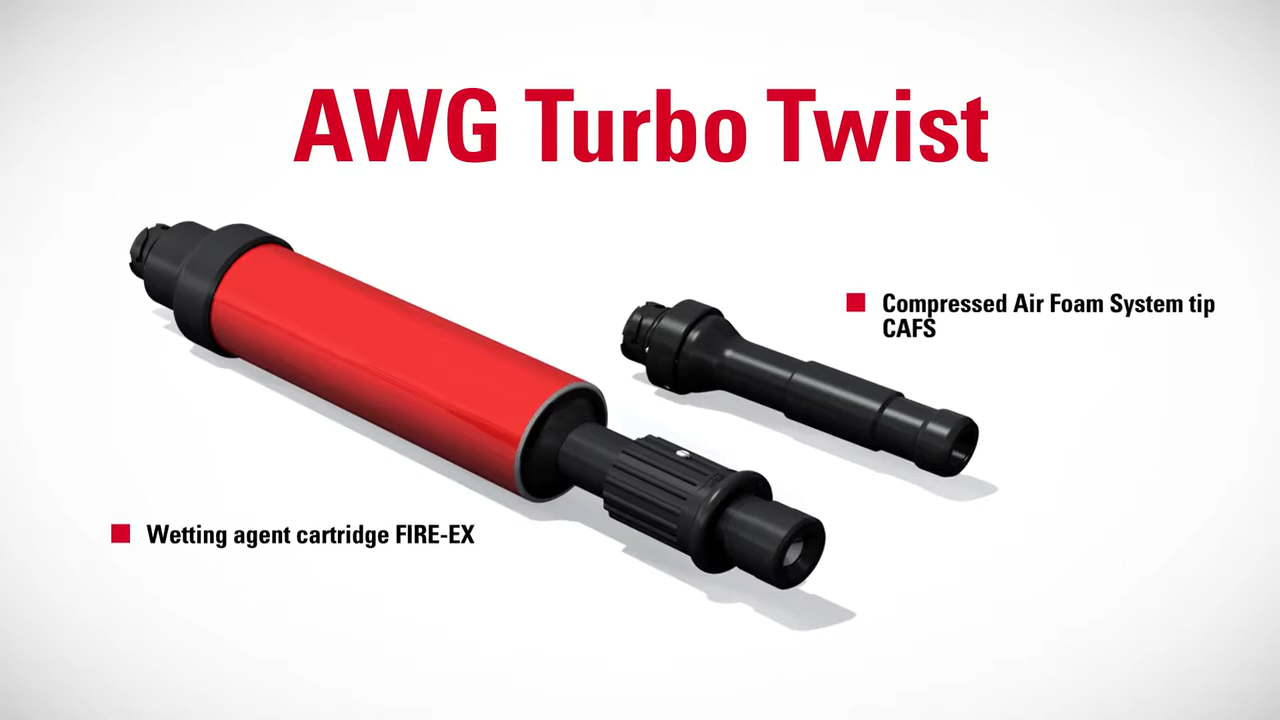 AWG Turbo Twist
Compressed Air Foam System tip
CAFS
Wetting agent cartridge FIRE-EX